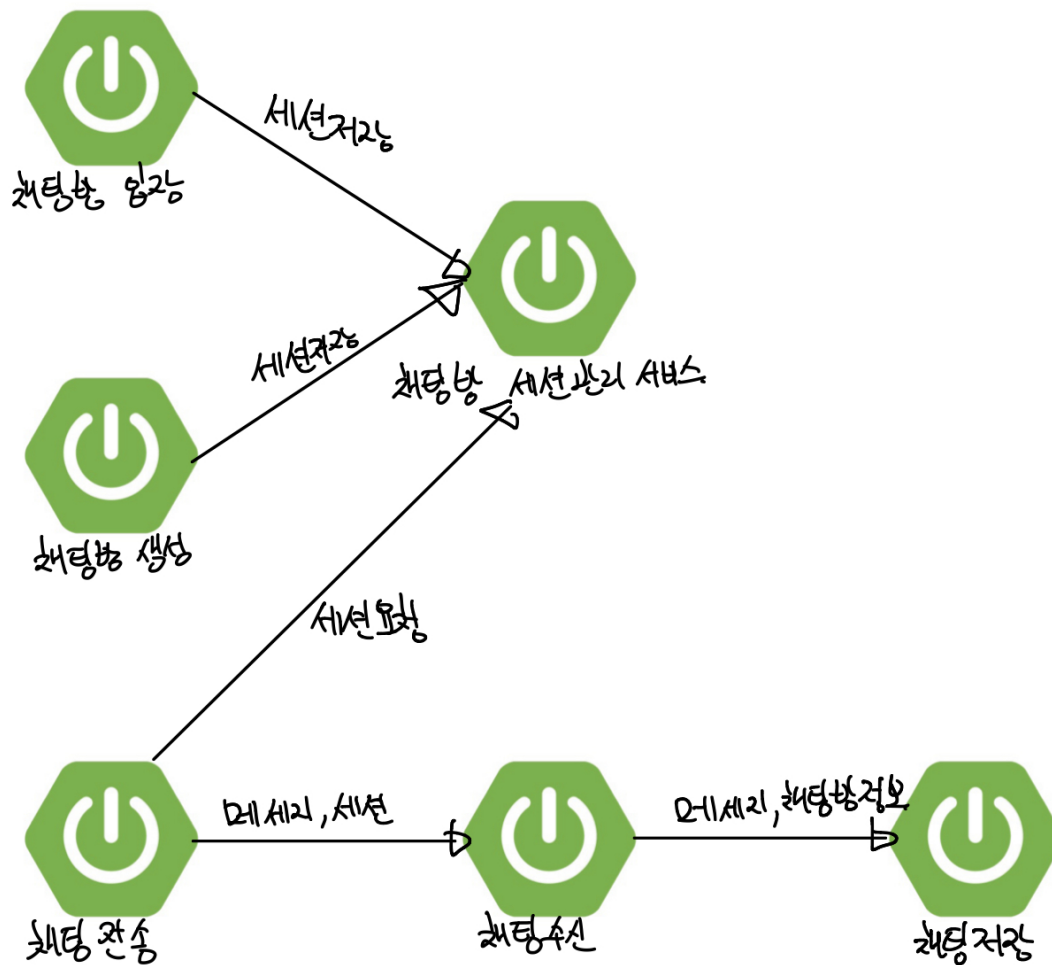 세션저장
채팅방 입장
세션저장
채팅방 세션관리 서비스
채팅방 생성
세션요청
메세지, 세션
메세지, 채팅방정보
채팅 전송
채팅수신
채팅저장